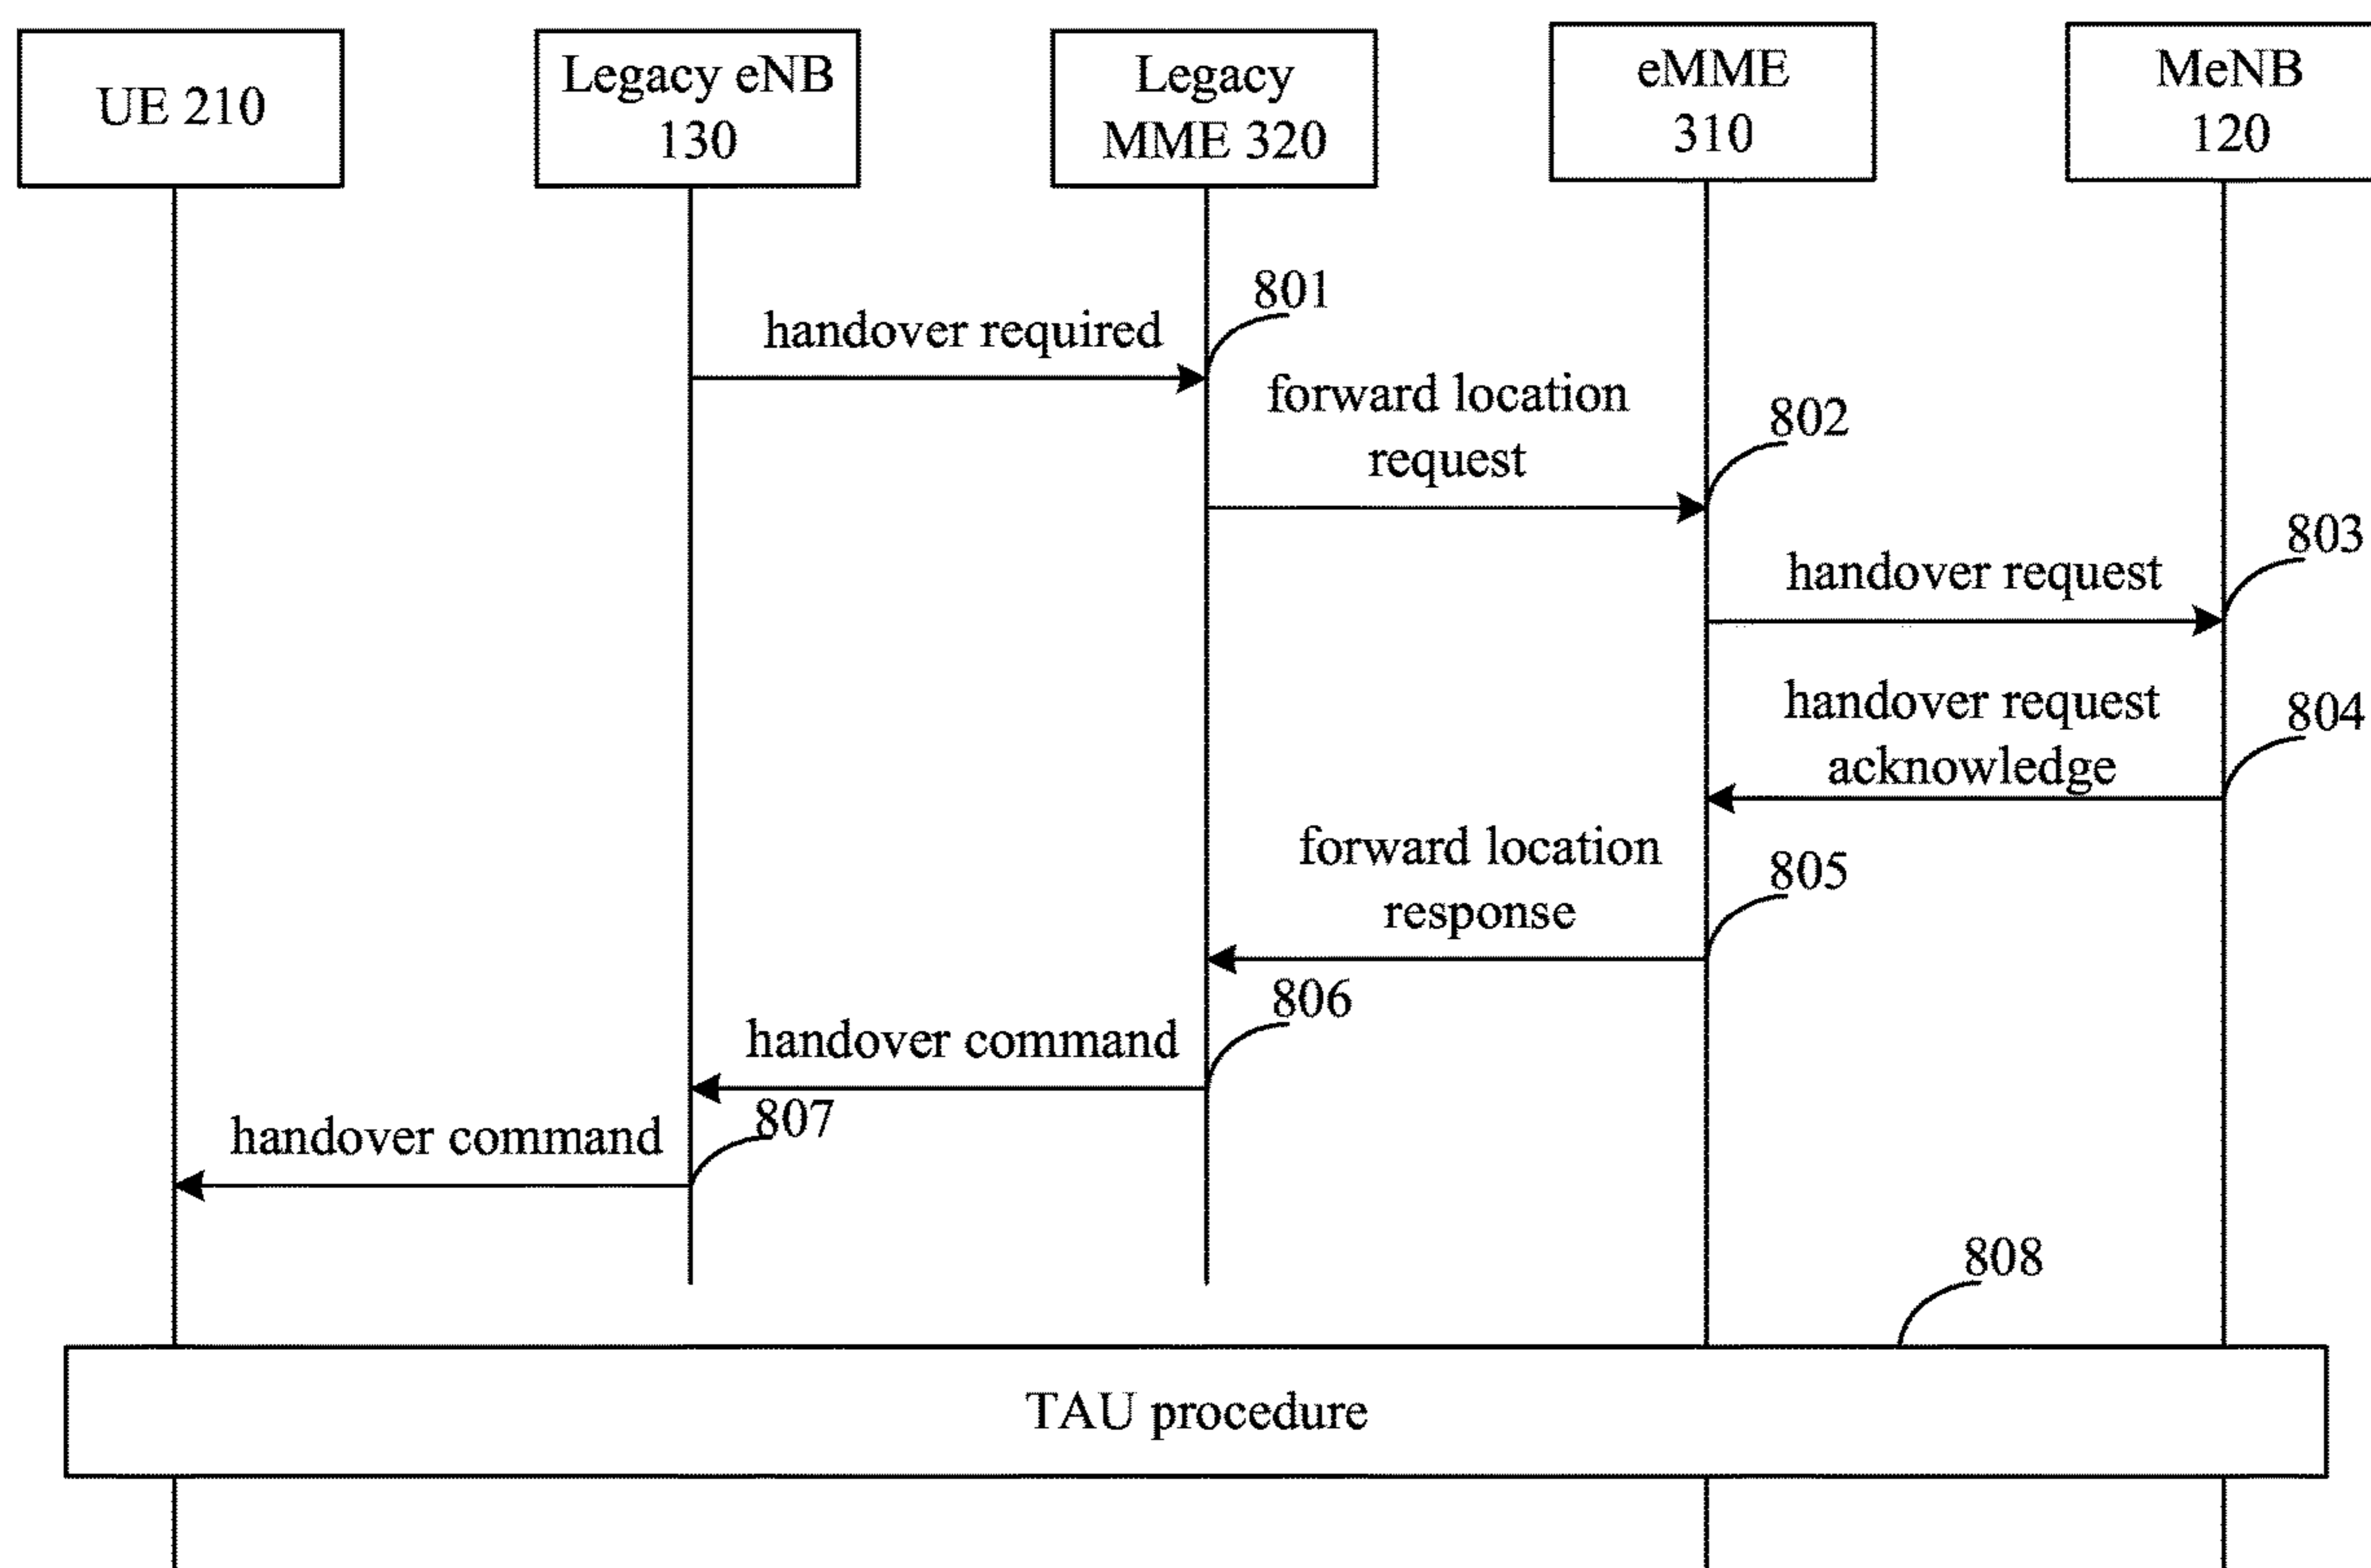 UE 210
Legacy eNB
130
Legacy
MME 320
eMME
310
MeNB
120
801
handover required
forward location
request
802
803
handover request
handover request
acknowledge
804
forward location
response
805
806
handover command
807
handover command
808
TAU procedure